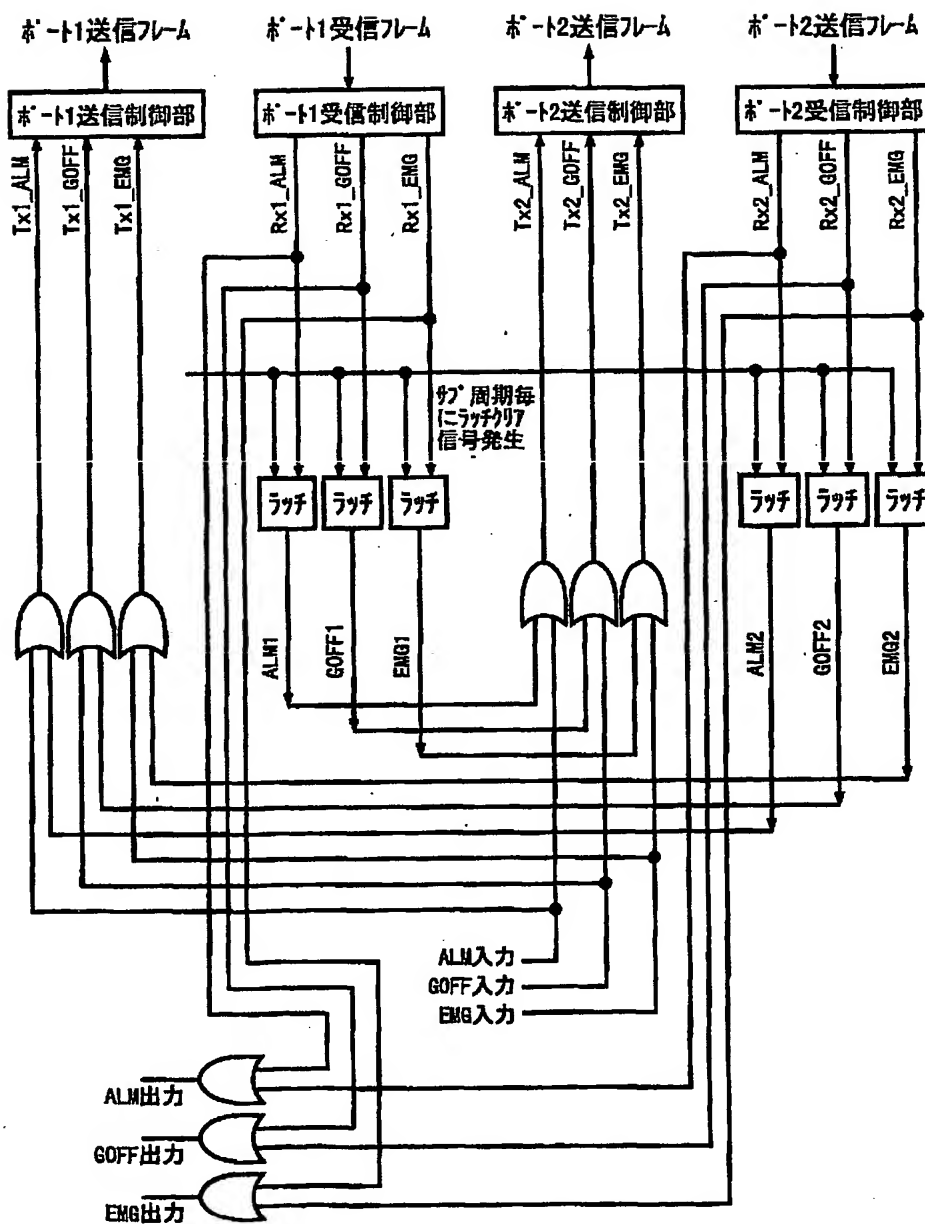 ポート1送信フレーム
ポート1受信フレーム
ポート2送信フレーム
ポート2受信フレーム
ポート1送信制御部
ポート1受信制御部
ポート2送信制御部
ポート2受信制御部
Tx1_ALM
Tx1_GOFF
Tx1_EMG
Rx1_ALM
Rx1_GOFF
Rx1_EMG
Tx2_ALM
Tx2_GOFF
Tx2_EMG
Rx2_ALM
Rx2_GOFF
Rx2_EMG
サブ周期毎
にラッチクリア
信号発生
ラッチ
ラッチ
ラッチ
ラッチ
ラッチ
ラッチ
ALM1
GOFF1
EMG1
ALM2
GOFF2
EMG2
ALM入力
GOFF入力
EMG入力
ALM出力
GOFF出力
EMG出力